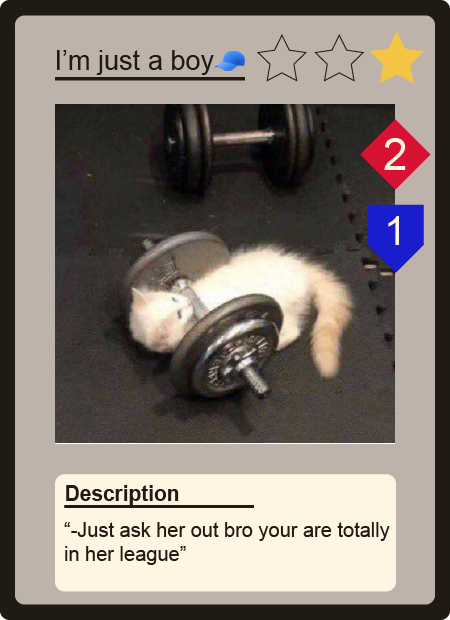 I’m just a boy🧢
2
1
Description
“-Just ask her out bro your are totally
in her league”